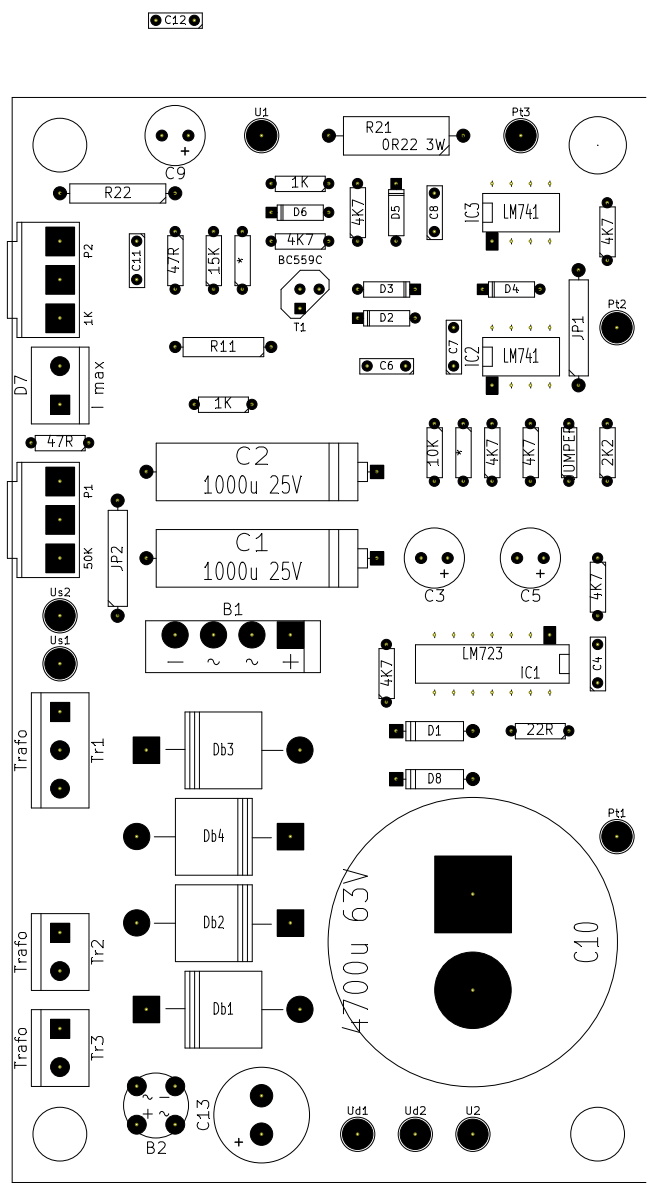 C12
U1
Pt3
R21
0R22 3W
C9
+
R22
1K
D6
4K7
4K7
D5
C8
IC3
LM741
4K7
P2
1K
C11
47R
15K
*
BC559C
T1
D3
D2
D4
JP1
Pt2
R11
C6
C7
IC2
LM741
D7
I max
1K
47R
C2
1000u 25V
10K
*
4K7
4K7
JUMPER
2K2
P1
50K
JP2
C1
1000u 25V
+
C3
+
C5
4K7
Us2
Us1
B1
— ~ ~ +
4K7
LM723
IC1
C4
Trafo
Tr1
Db3
D1
22R
D8
Db4
Pt1
4700u 63V
C10
Db2
Trafo
Tr2
Db1
Trafo
Tr3
~ —
+ ~
B2
C13
+
Ud1
Ud2
U2